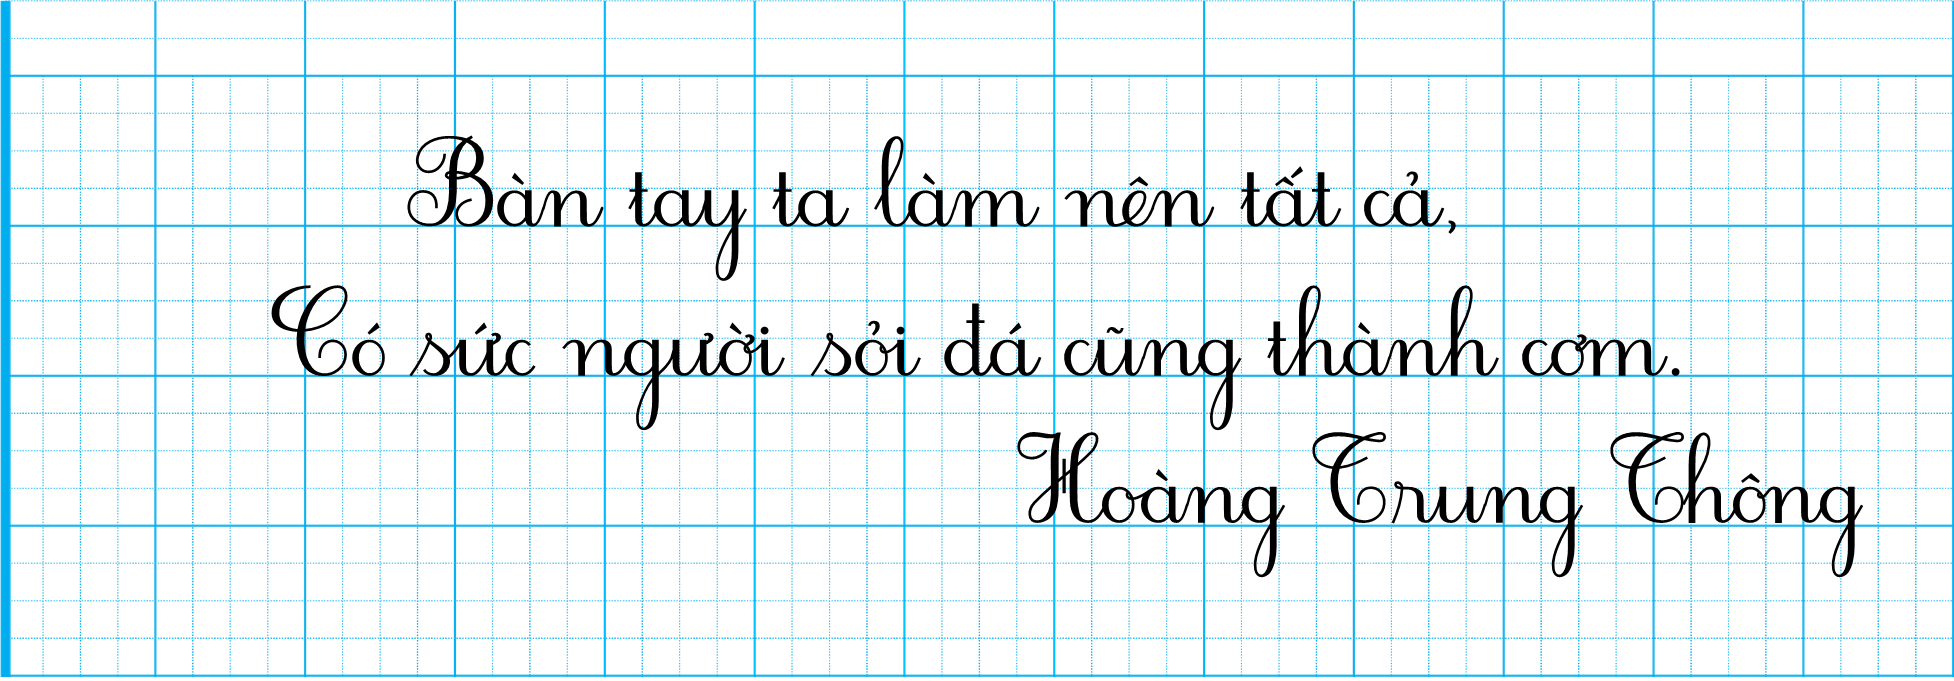 Bàn tay ta làm nên tất cả,
Có sức người sỏi đá cũng thành cơm.
Hoàng Trung Thông